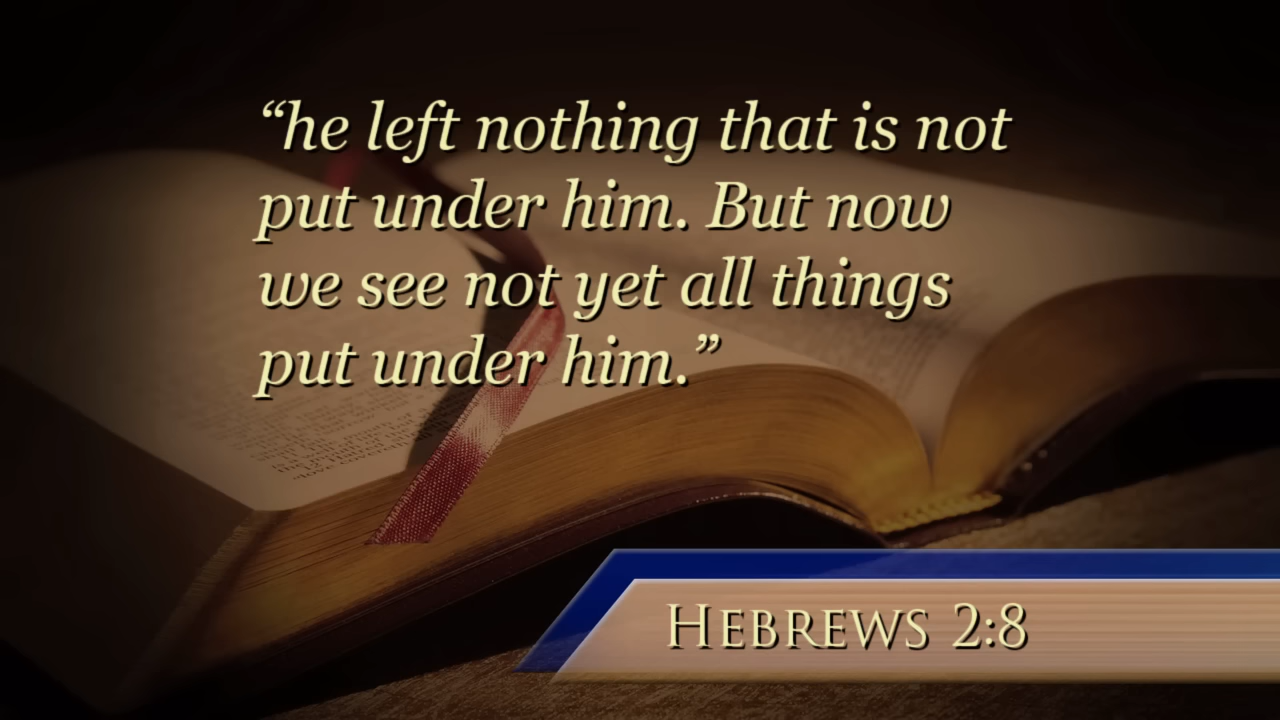 “he left nothing that is not
put under him. But now
we see not yet all things
put under him.”
HEBREWS 2:8